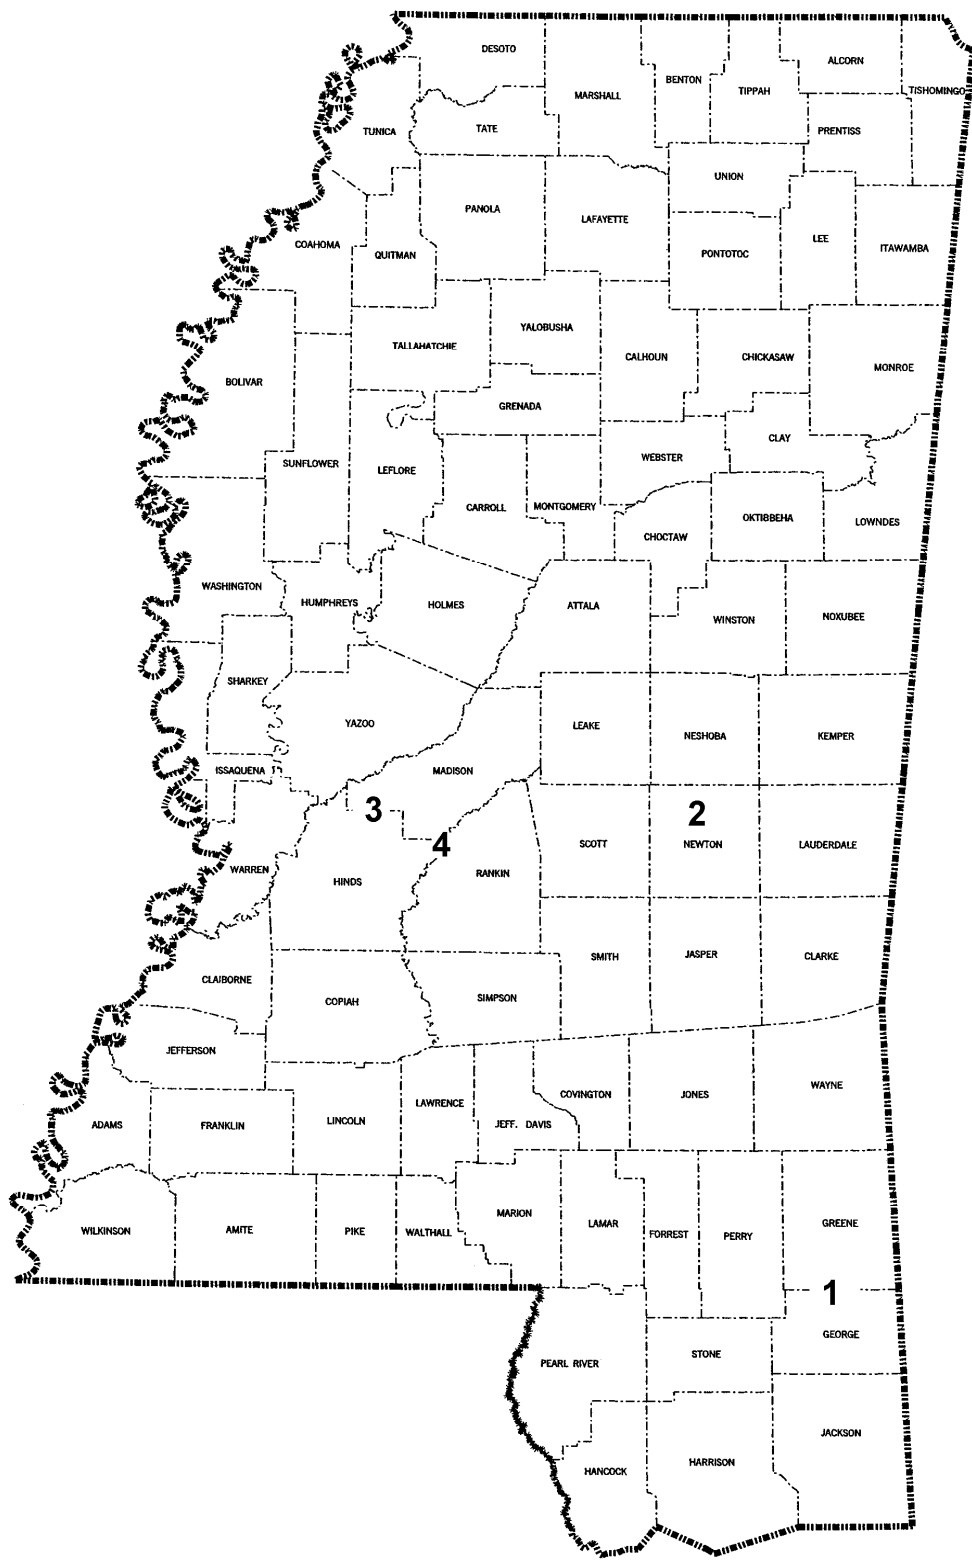 DESOTO
ALCORN
BENTON
TIPPAH
TISHOMINGO
MARSHALL
TUNICA
TATE
PRENTISS
UNION
PANOLA
LAFAYETTE
COAHOMA
QUITMAN
PONTOTOC
LEE
ITAWAMBA
TALLAHATCHIE
YALOBUSHA
CALHOUN
CHICKASAW
MONROE
BOLIVAR
GRENADA
CLAY
SUNFLOWER
LEFLORE
WEBSTER
CARROLL
MONTGOMERY
OKTIBBEHA
LOWNDES
CHOCTAW
WASHINGTON
HUMPHREYS
HOLMES
ATTALA
WINSTON
NOXUBEE
SHARKEY
YAZOO
LEAKE
NESHOBA
KEMPER
ISSAQUENA
MADISON
3
2
4
SCOTT
NEWTON
LAUDERDALE
WARREN
HINDS
RANKIN
CLAIBORNE
COPIAH
SIMPSON
SMITH
JASPER
CLARKE
JEFFERSON
ADAMS
FRANKLIN
LINCOLN
LAWRENCE
JEFF. DAVIS
COVINGTON
JONES
WAYNE
WILKINSON
AMITE
PIKE
WALTHALL
MARION
LAMAR
FORREST
PERRY
GREENE
1
GEORGE
PEARL RIVER
STONE
JACKSON
HANCOCK
HARRISON